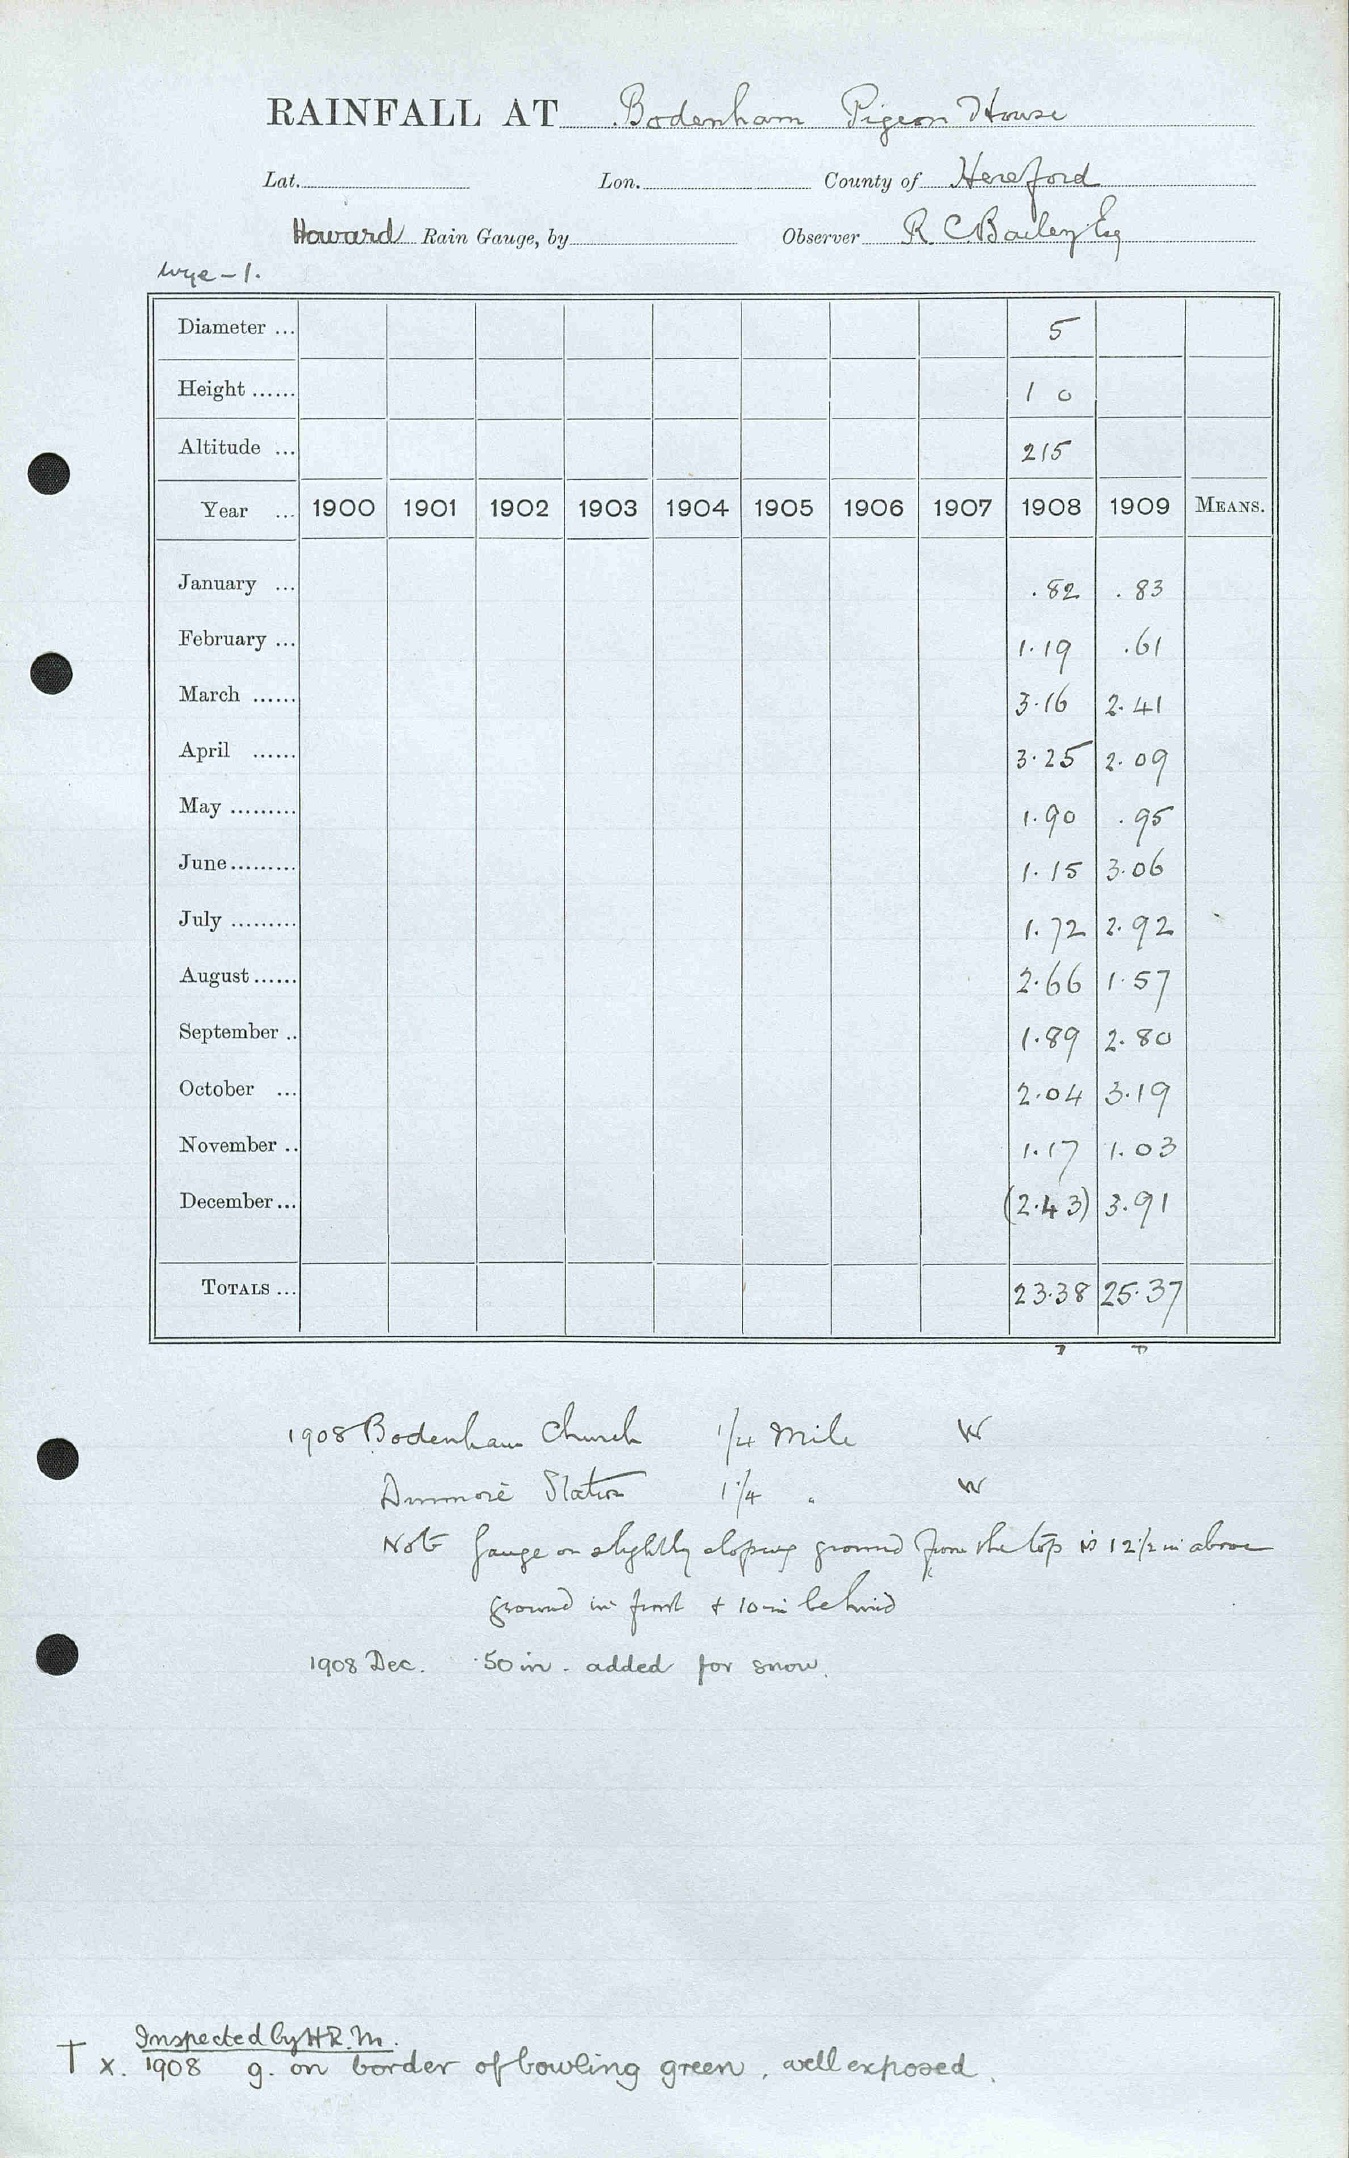 RAINFALL AT Bodenham Pigeon House
Lat. Lon. County of Hereford
Howard Rain Gauge, by Observer R. C. Bailey Esq
Wye – 1.
Diameter ... 5
Height ...... 1 0
Altitude ... 215
Year ... 1900 1901 1902 1903 1904 1905 1906 1907 1908 1909 MEANS.
January ... .82 .83
February ... 1.19 .61
March ...... 3.16 2.41
April ...... 3.25 2.09
May ......... 1.90 .95
June......... 1.15 3.06
July ......... 1.72 2.92
August ...... 2.66 1.57
September .. 1.89 2.80
October ... 2.04 3.19
November .. 1.17 1.03
December ... (2.43) 3.91
TOTALS ... 23.38 25.37
1908 Bodenham Church 1/4 Mile W
Dinmore Station 1 1/4 " W
Note Gauge on slightly sloping ground from the top is 12 1/2 in above
ground in front & 10 in behind
1908 Dec. .50 in. added for snow.
Inspected by H.R.M.
T x. 1908 g. on border of bowling green, well exposed.